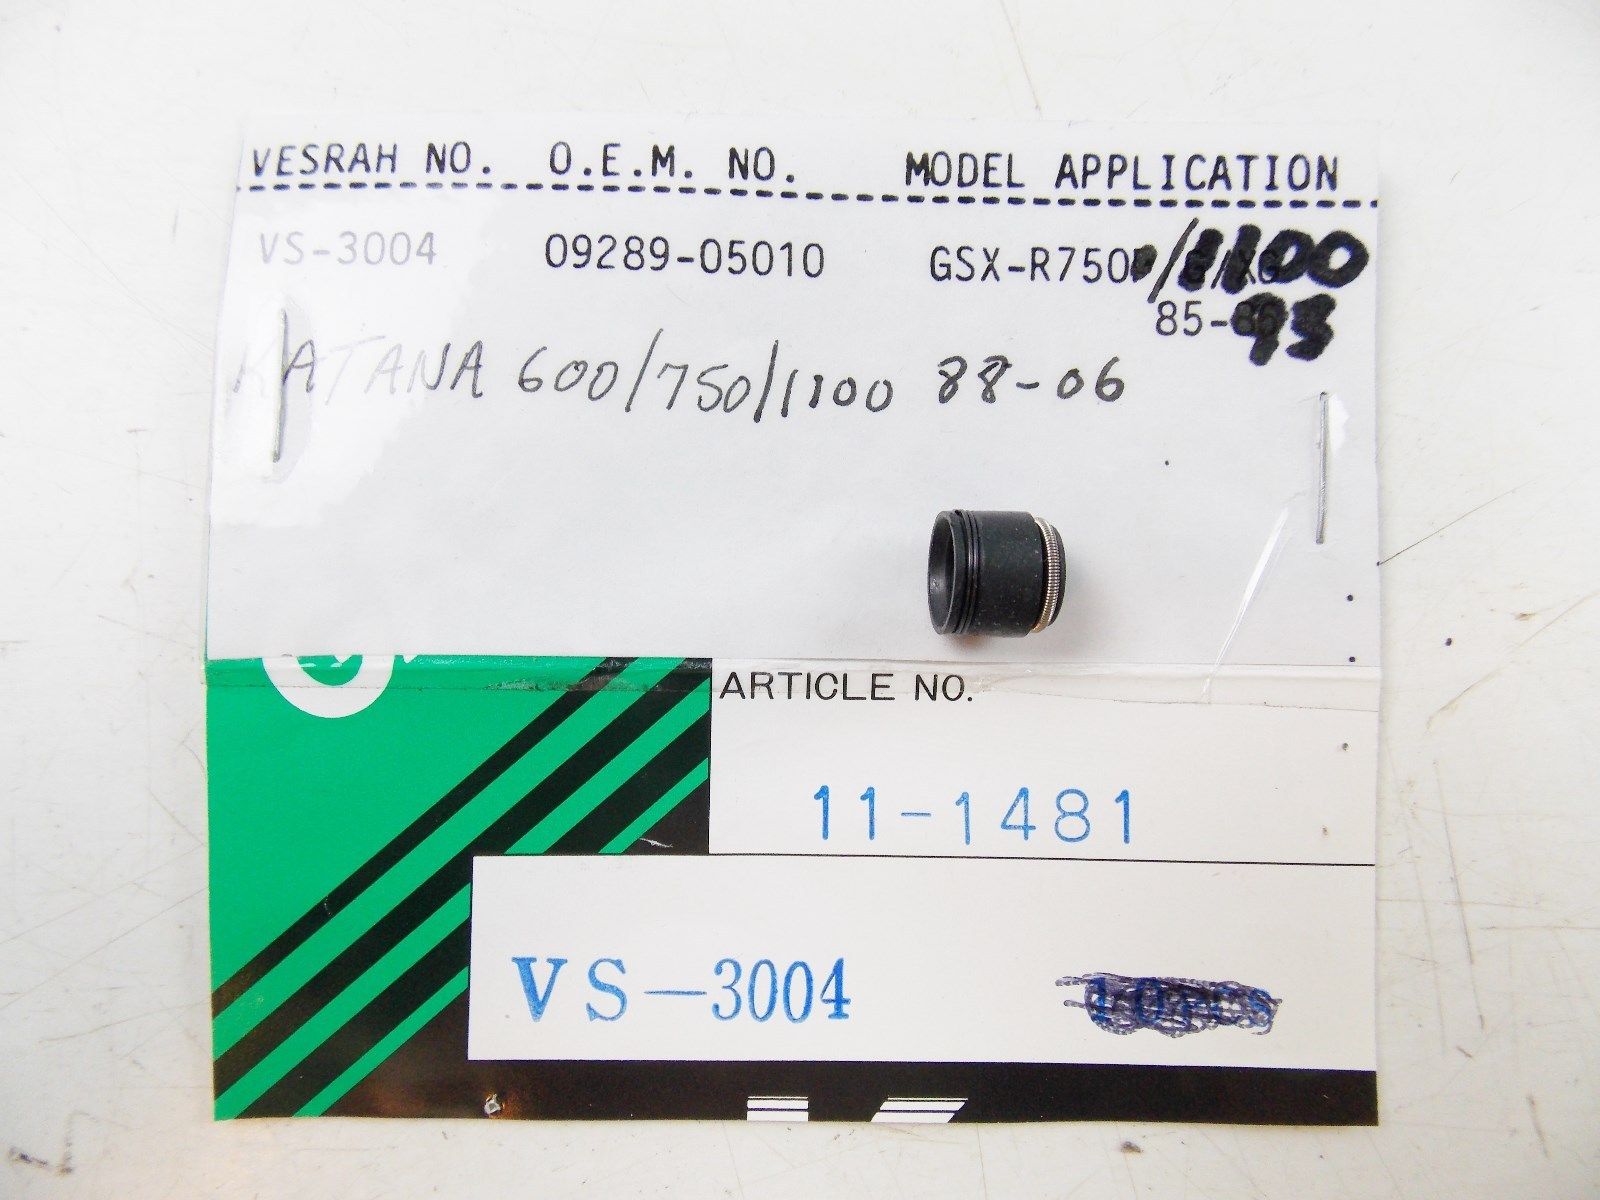 VESRAH NO. O.E.M. NO. MODEL APPLICATION
VS-3004 09289-05010 GSX-R750/1100
85-93
KATANA 600/750/1100 88-06
ARTICLE NO.
11-1481
VS-3004